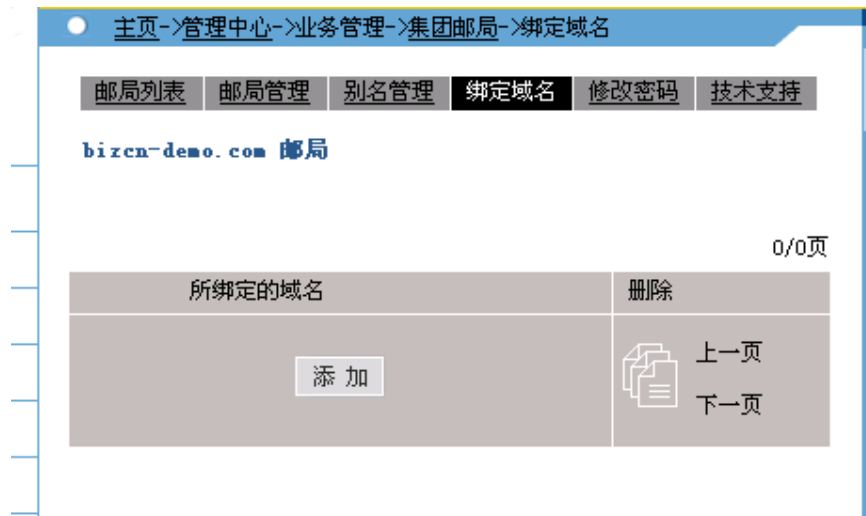 主页->管理中心->业务管理->集团邮局->绑定域名
邮局列表 邮局管理 别名管理 绑定域名 修改密码 技术支持
bizcn-demo.com 邮局
0/0页
所绑定的域名 删除
添 加
上一页
下一页